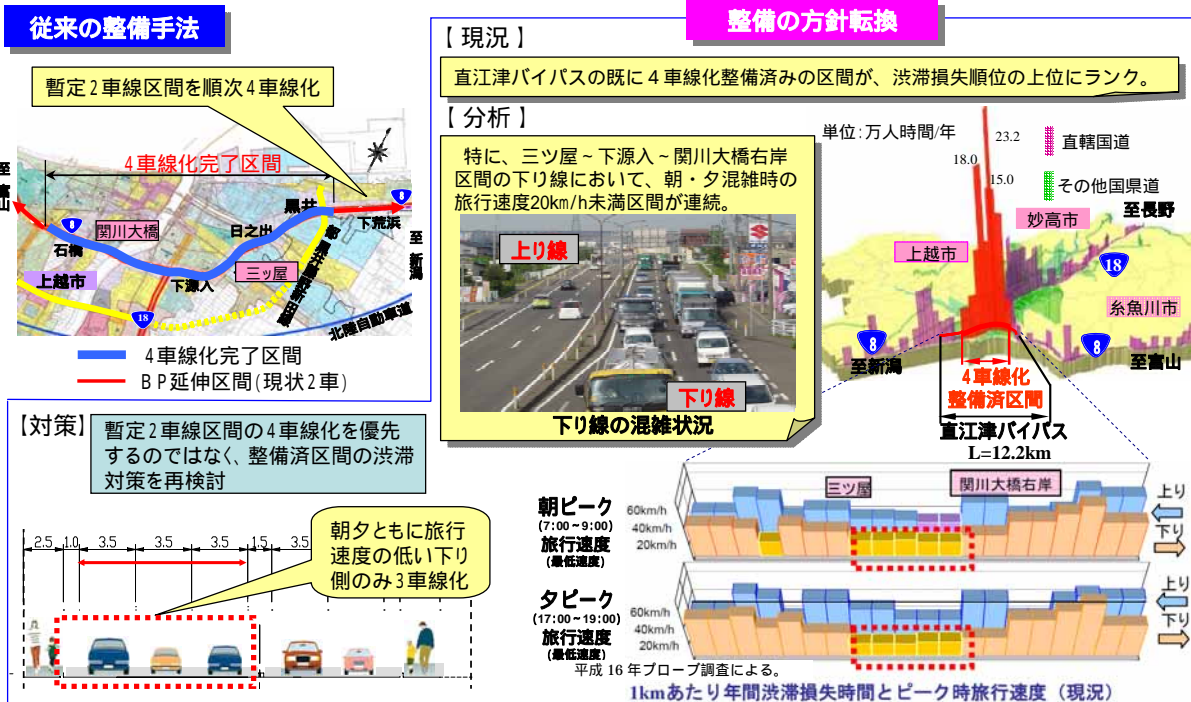 従来の整備手法
暫定2車線区間を順次4車線化
4車線化完了区間
至
富
山
8
関川大橋
石橋
上越市
日之出
黒井
8
下荒浜
至
新
潟
三ッ屋
下源入
18
北陸自動車道
4車線化完了区間
BP延伸区間(現状2車)
整備の方針転換
【現況】
直江津バイパスの既に4車線化整備済みの区間が、渋滞損失順位の上位にランク。
【分析】
特に、三ツ屋~下源入~関川大橋右岸
区間の下り線において、朝・夕混雑時の
旅行速度20km/h未満区間が連続。
上り線
下り線
下り線の混雑状況
単位:万人時間/年
23.2
18.0
15.0
直轄国道
その他国県道
妙高市
至長野
上越市
18
糸魚川市
8
至新潟
8
至富山
4車線化
整備済区間
直江津バイパス
L=12.2km
【対策】
暫定2車線区間の4車線化を優先
するのではなく、整備済区間の渋滞
対策を再検討
朝夕ともに旅行
速度の低い下り
側のみ3車線化
2.5 1.0 3.5 3.5 3.5 1.5 3.5
三ツ屋
関川大橋右岸
朝ピーク
(7:00~9:00)
旅行速度
(最低速度)
60km/h
40km/h
20km/h
上り
下り
夕ピーク
(17:00~19:00)
旅行速度
(最低速度)
60km/h
40km/h
20km/h
上り
下り
平成16年プローブ調査による。
1kmあたり年間渋滞損失時間とピーク時旅行速度(現況)